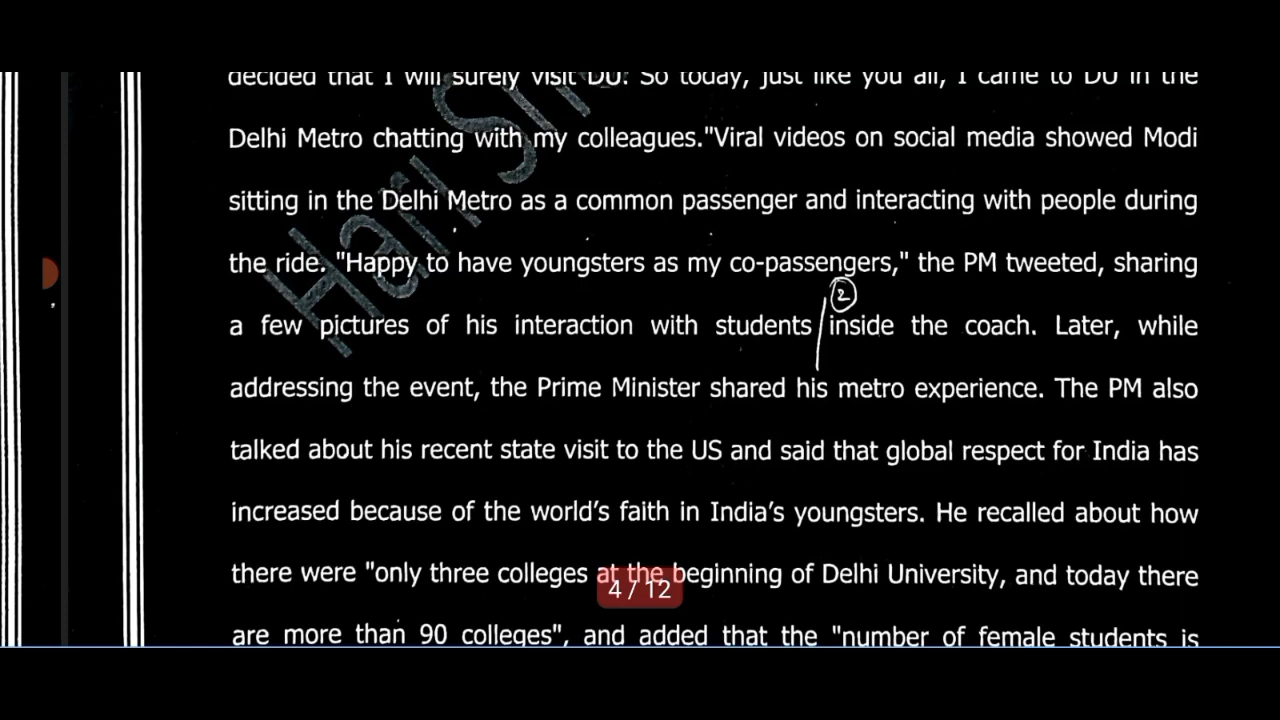 decided that I will surely visit DU. So today, just like you all, I came to DU in the
Delhi Metro chatting with my colleagues."Viral videos on social media showed Modi
sitting in the Delhi Metro as a common passenger and interacting with people during
the ride. "Happy to have youngsters as my co-passengers," the PM tweeted, sharing
2
a few pictures of his interaction with students / inside the coach. Later, while
addressing the event, the Prime Minister shared his metro experience. The PM also
talked about his recent state visit to the US and said that global respect for India has
increased because of the world's faith in India's youngsters. He recalled about how
there were "only three colleges at the beginning of Delhi University, and today there
4 / 12
are more than 90 colleges", and added that the "number of female students is
Hari